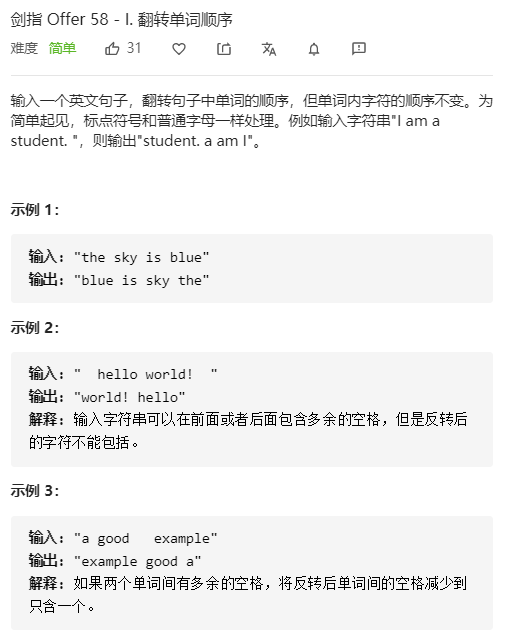 剑指 Offer 58 - I. 翻转单词顺序
难度 简单 31
输入一个英文句子，翻转句子中单词的顺序，但单词内字符的顺序不变。为
简单起见，标点符号和普通字母一样处理。例如输入字符串"I am a
student. "，则输出"student. a am I"。
示例 1：
输入: "the sky is blue"
输出: "blue is sky the"
示例 2：
输入: "  hello world!  "
输出: "world! hello"
解释: 输入字符串可以在前面或者后面包含多余的空格，但是反转后
的字符不能包括。
示例 3：
输入: "a good   example"
输出: "example good a"
解释: 如果两个单词间有多余的空格，将反转后单词间的空格减少到
只含一个。